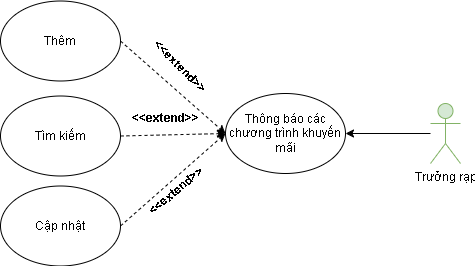 Thêm
<<extend>>
Tìm kiếm
<<extend>>
Thông báo các
chương trình khuyến
mãi
Trưởng rạp
Cập nhật
<<extend>>